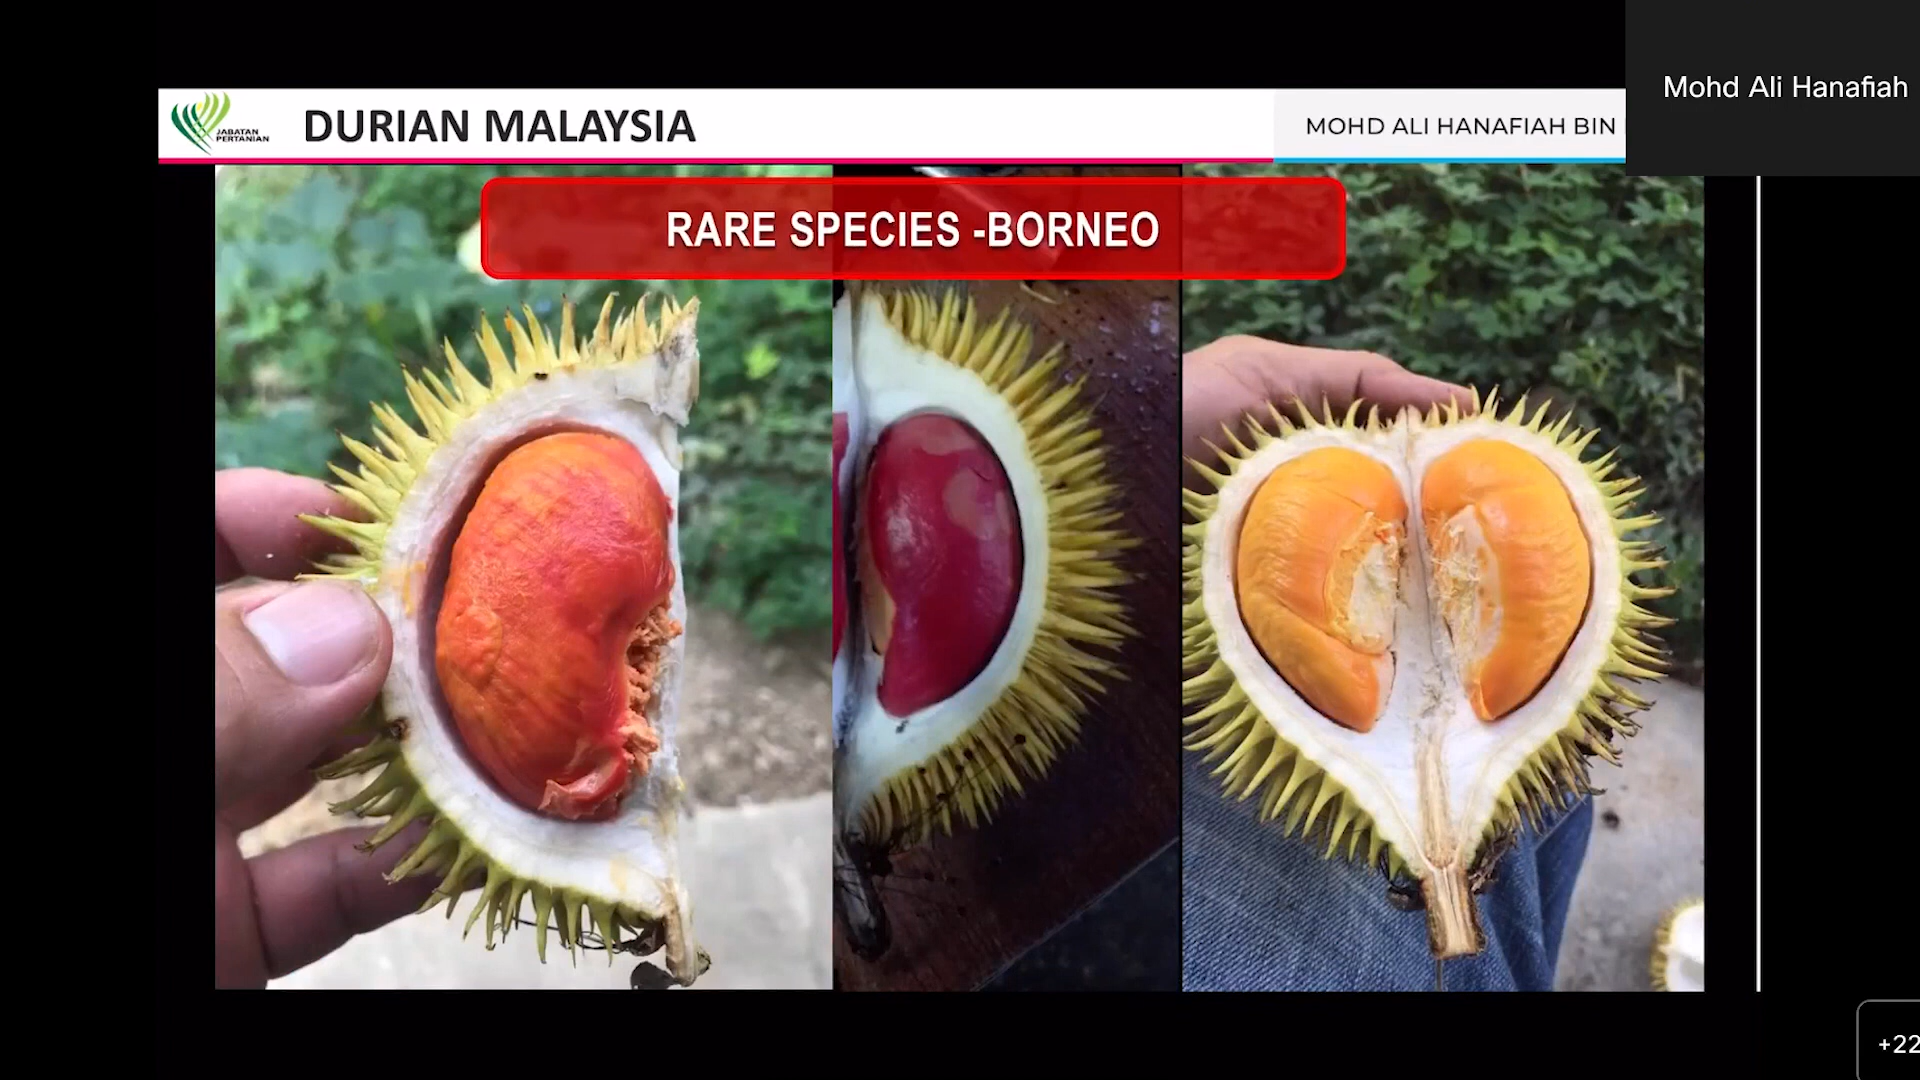 JABATAN
PERTANIAN
DURIAN MALAYSIA
MOHD ALI HANAFIAH BIN
Mohd Ali Hanafiah
RARE SPECIES -BORNEO
+22